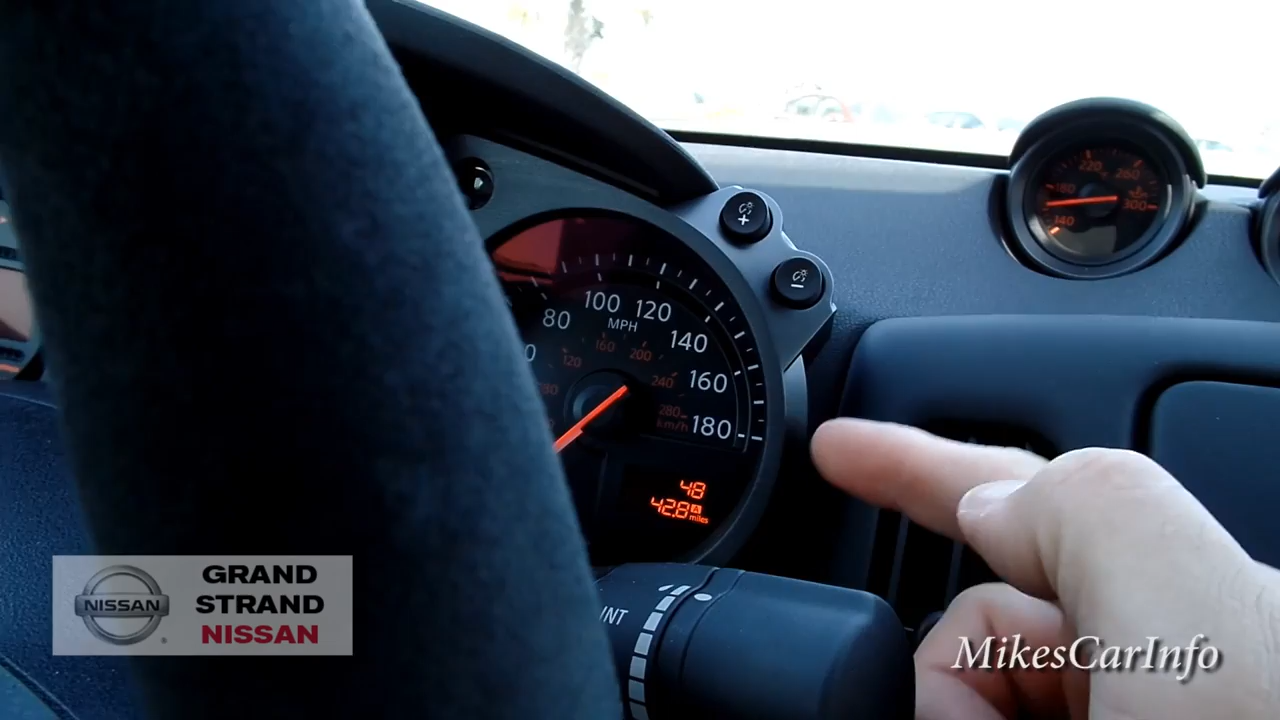 220
260
180
300
140
100
120
80
MPH
140
160
200
120
240
160
280
km/h
180
48
42.8 A
miles
INT
NISSAN
GRAND
STRAND
NISSAN
MikesCarInfo